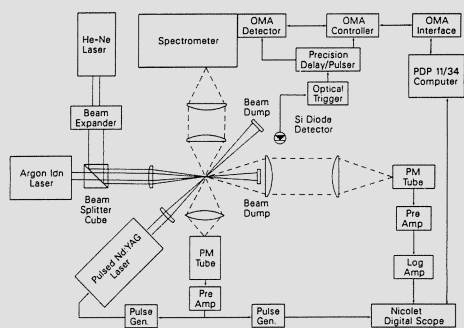 He-Ne
Laser
Spectrometer
OMA
Detector
OMA
Controller
OMA
Interface
Precision
Delay/Pulser
PDP 11/34
Computer
Beam
Expander
Optical
Trigger
Beam
Dump
Si Diode
Detector
Argon Ion
Laser
Beam
Splitter
Cube
Beam
Dump
PM
Tube
Pulsed Nd:YAG
Laser
PM
Tube
Pre
Amp
Log
Amp
Pre
Amp
Pulse
Gen.
Pulse
Gen.
Nicolet
Digital Scope